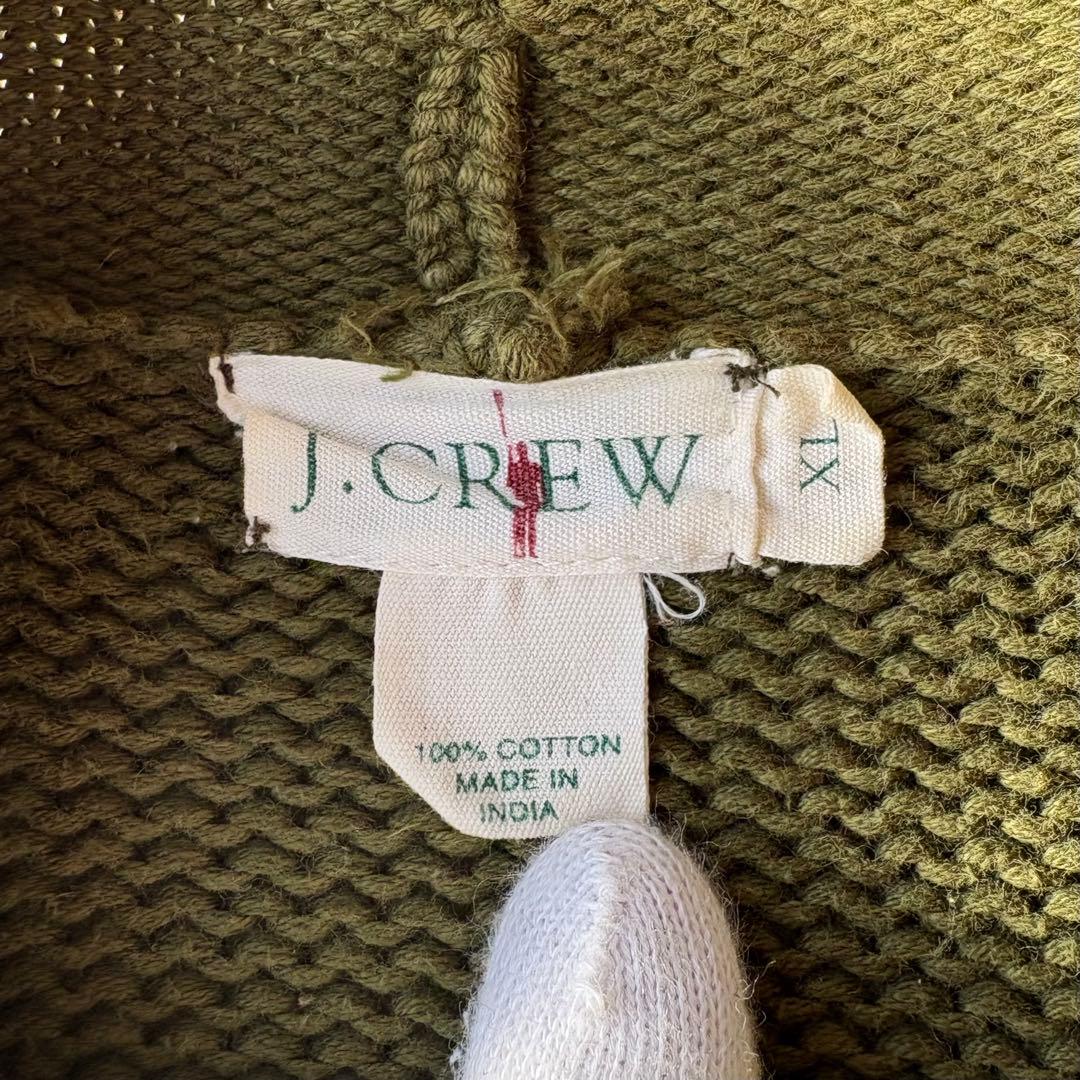 J.CREW
XL
100% COTTON
MADE IN
INDIA